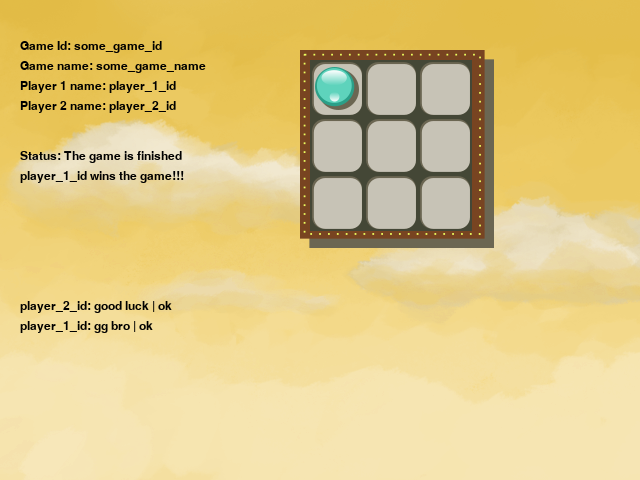 Game Id: some_game_id
Game name: some_game_name
Player 1 name: player_1_id
Player 2 name: player_2_id
Status: The game is finished
player_1_id wins the game!!!
player_2_id: good luck | ok
player_1_id: gg bro | ok